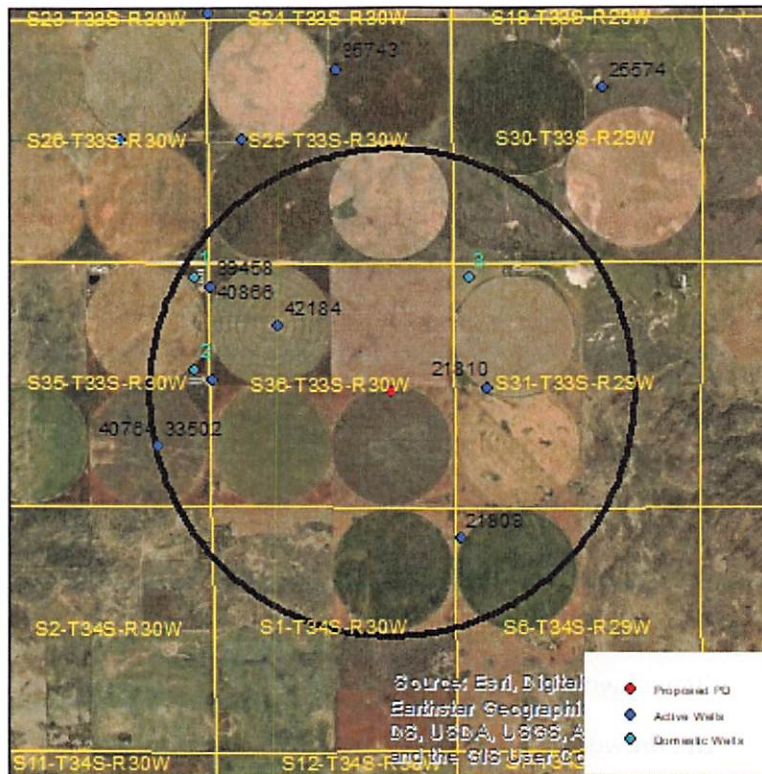 S23-T33S-R30W S24-T33S-R30W S19-T33S-R29W
36743
26574
S26-T33S-R30W S25-T33S-R30W S30-T33S-R29W
1 39458 3
40866
42184
2 21810
S35-T33S-R30W S36-T33S-R30W S31-T33S-R29W
40764 33502
21809
S2-T34S-R30W S1-T34S-R30W S6-T34S-R29W
Source: Esri, Digital
Earthstar Geographi
DS, USDA, USGS, A
and the GIS User Co
S11-T34S-R30W S12-T34S-R30W
Proposed PD
Active Wells
Domestic Wells